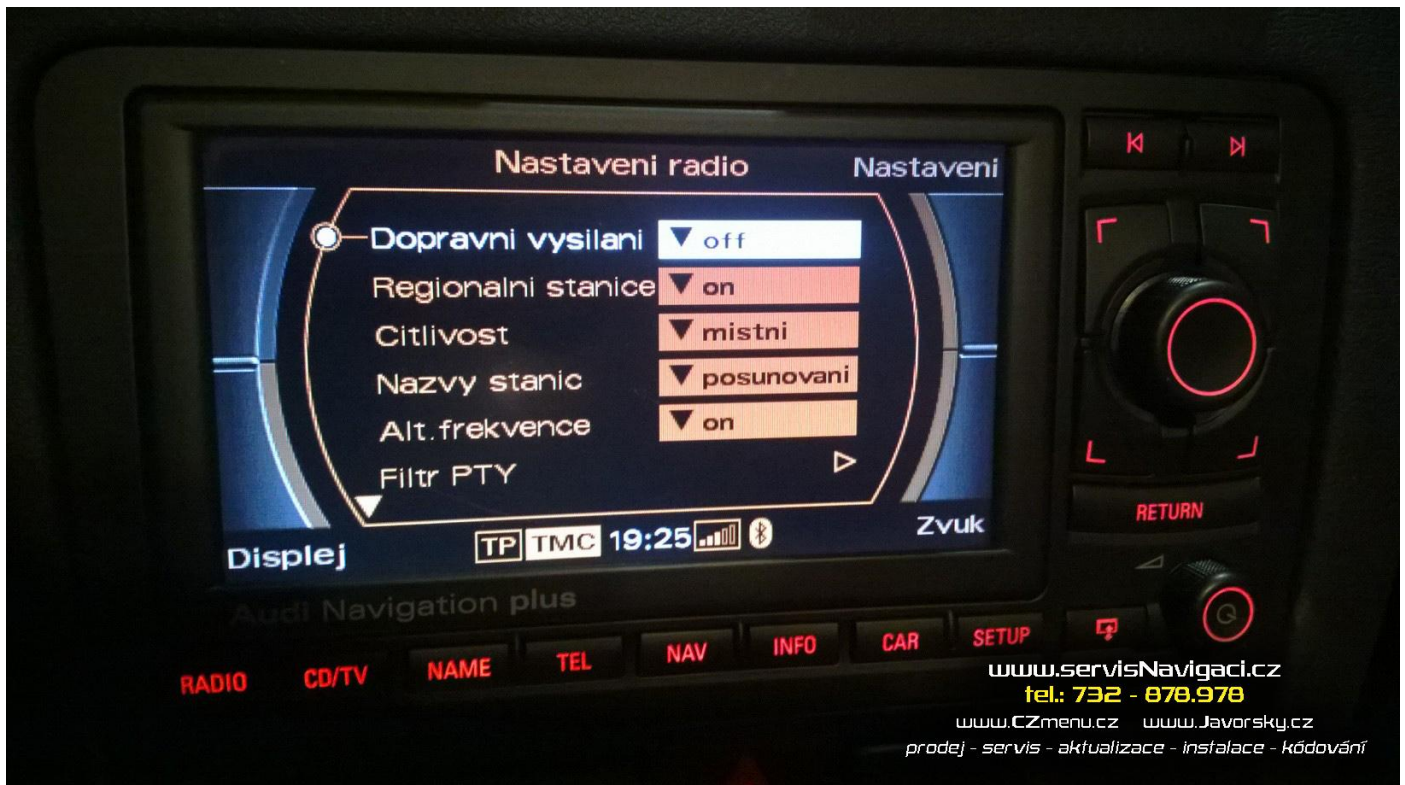 Nastaveni radio
Nastaveni
Dopravni vysilani off
Regionalni stanice on
Citlivost mistni
Nazvy stanic posunovani
Alt.frekvence on
Filtr PTY
Displej
TP TMC 19:25
Zvuk
RETURN
Audi Navigation plus
RADIO CD/TV NAME TEL NAV INFO CAR SETUP
www.servisNavigaci.cz
tel.: 732 - 878.978
www.CZmenu.cz www.Javorsky.cz
prodej - servis - aktualizace - instalace - kódování